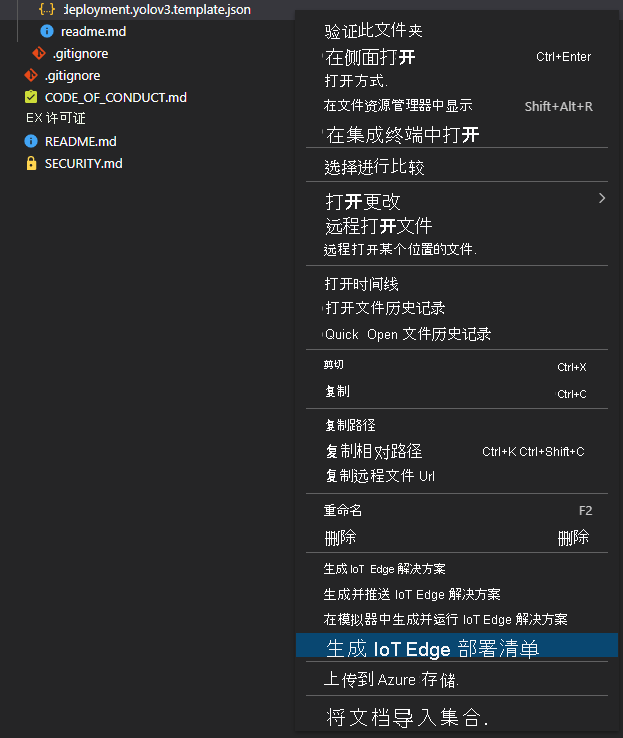 deployment.yolov3.template.json
readme.md
.gitignore
.gitignore
CODE_OF_CONDUCT.md
EX 许可证
README.md
SECURITY.md
验证此文件夹
在侧面打开 Ctrl+Enter
打开方式.
在文件资源管理器中显示 Shift+Alt+R
在集成终端中打开
选择进行比较
打开更改
远程打开文件
远程打开某个位置的文件.
打开时间线
打开文件历史记录
Quick Open 文件历史记录
剪切 Ctrl+X
复制 Ctrl+C
复制路径
复制相对路径 Ctrl+K Ctrl+Shift+C
复制远程文件 Url
重命名 F2
删除 删除
生成 IoT Edge 解决方案
生成并推送 IoT Edge 解决方案
在模拟器中生成并运行 IoT Edge 解决方案
生成 IoT Edge 部署清单
上传到 Azure 存储.
将文档导入集合.